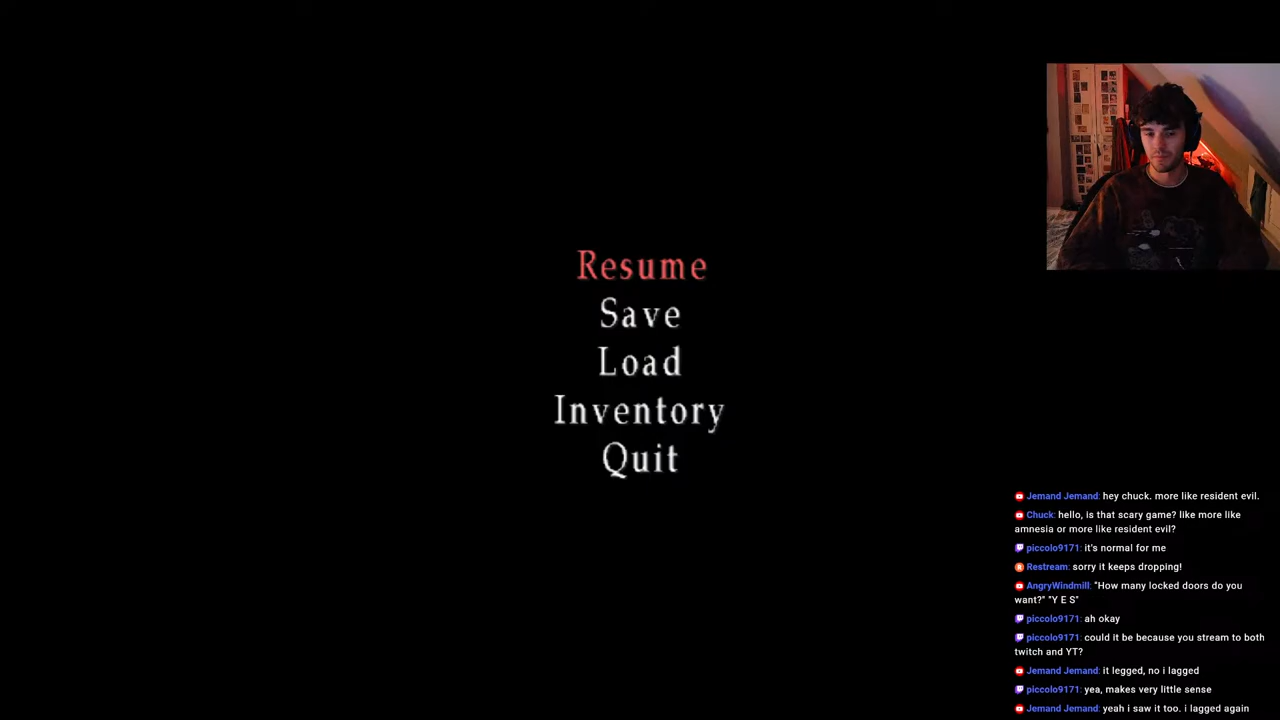 Resume
Save
Load
Inventory
Quit
Jemand Jemand: hey chuck. more like resident evil.
Chuck: hello, is that scary game? like more like
amnesia or more like resident evil?
piccolo9171: it's normal for me
Restream: sorry it keeps dropping!
AngryWindmill: "How many locked doors do you
want?" "Y E S"
piccolo9171: ah okay
piccolo9171: could it be because you stream to both
twitch and YT?
Jemand Jemand: it legged, no i lagged
piccolo9171: yea, makes very little sense
Jemand Jemand: yeah i saw it too. i lagged again